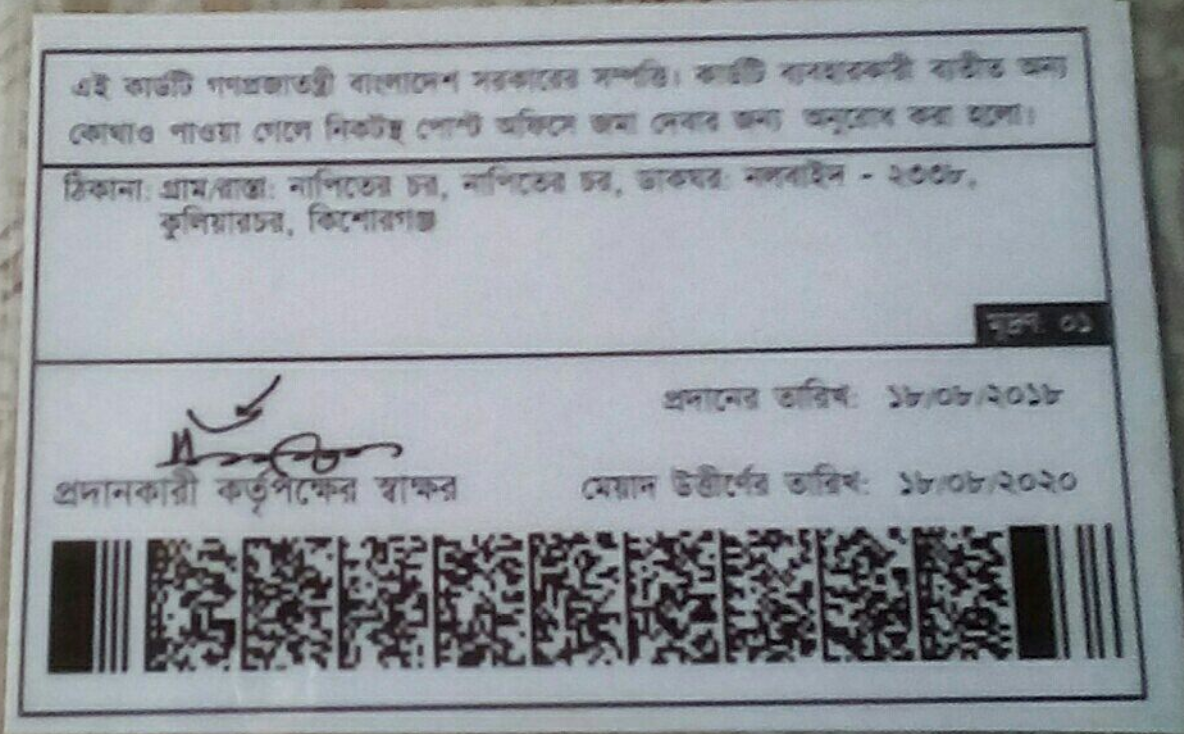 এই কার্ডটি গণপ্রজাতন্ত্রী বাংলাদেশ সরকারের সম্পত্তি। কার্ডটি ব্যবহারকারী ব্যতীত অন্য
কোথাও পাওয়া গেলে নিকটস্থ পোস্ট অফিসে জমা দেবার জন্য অনুরোধ করা হলো।
ঠিকানা: গ্রাম/রাস্তা: নাপিতের চর, নাপিতের চর, ডাকঘর: - ২৩৩৮,
কুলিয়ারচর, কিশোরগঞ্জ
মূদ্রণ: ০১
প্রদানের তারিখ: ১৮/০৮/২০১৮
প্রদানকারী কর্তৃপক্ষের স্বাক্ষর
মেয়াদ উত্তীর্ণের তারিখ: ১৮/০৮/২০২০